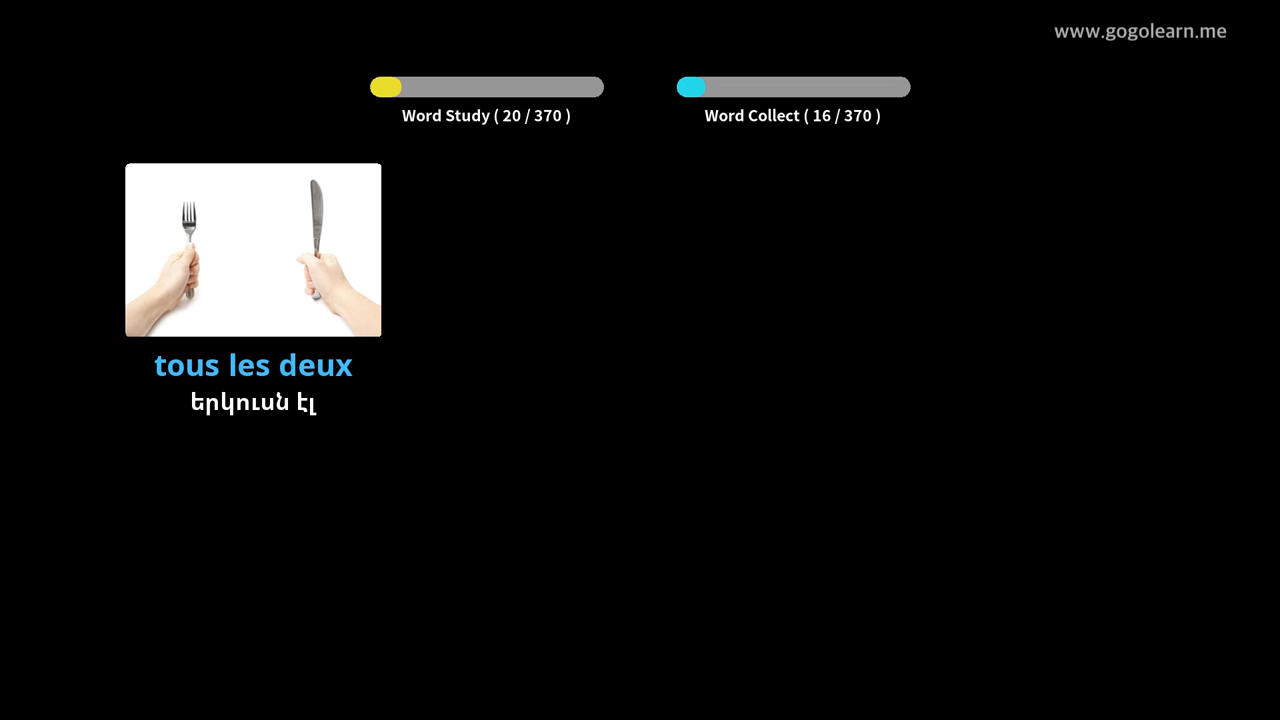 www.gogolearn.me
Word Study ( 20 / 370 )
Word Collect ( 16 / 370 )
tous les deux
երկուսն էլ